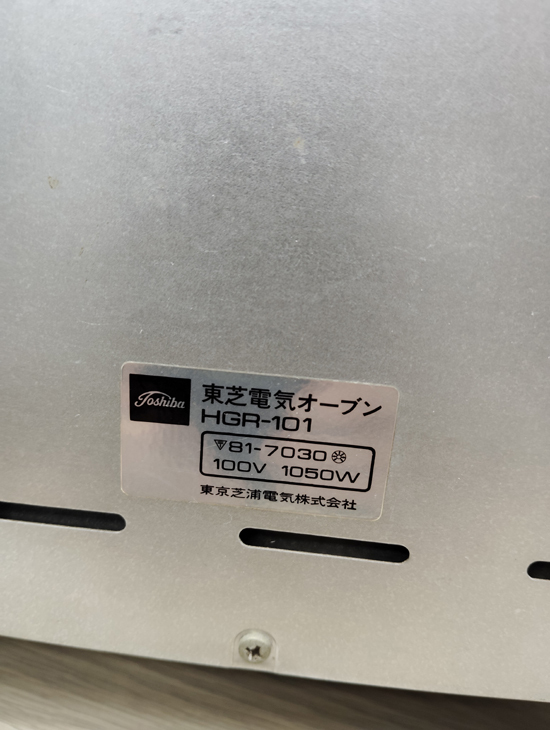 Toshiba
東芝電気オーブン
HGR-101
81-7030
100V 1050W
東京芝浦電気株式会社